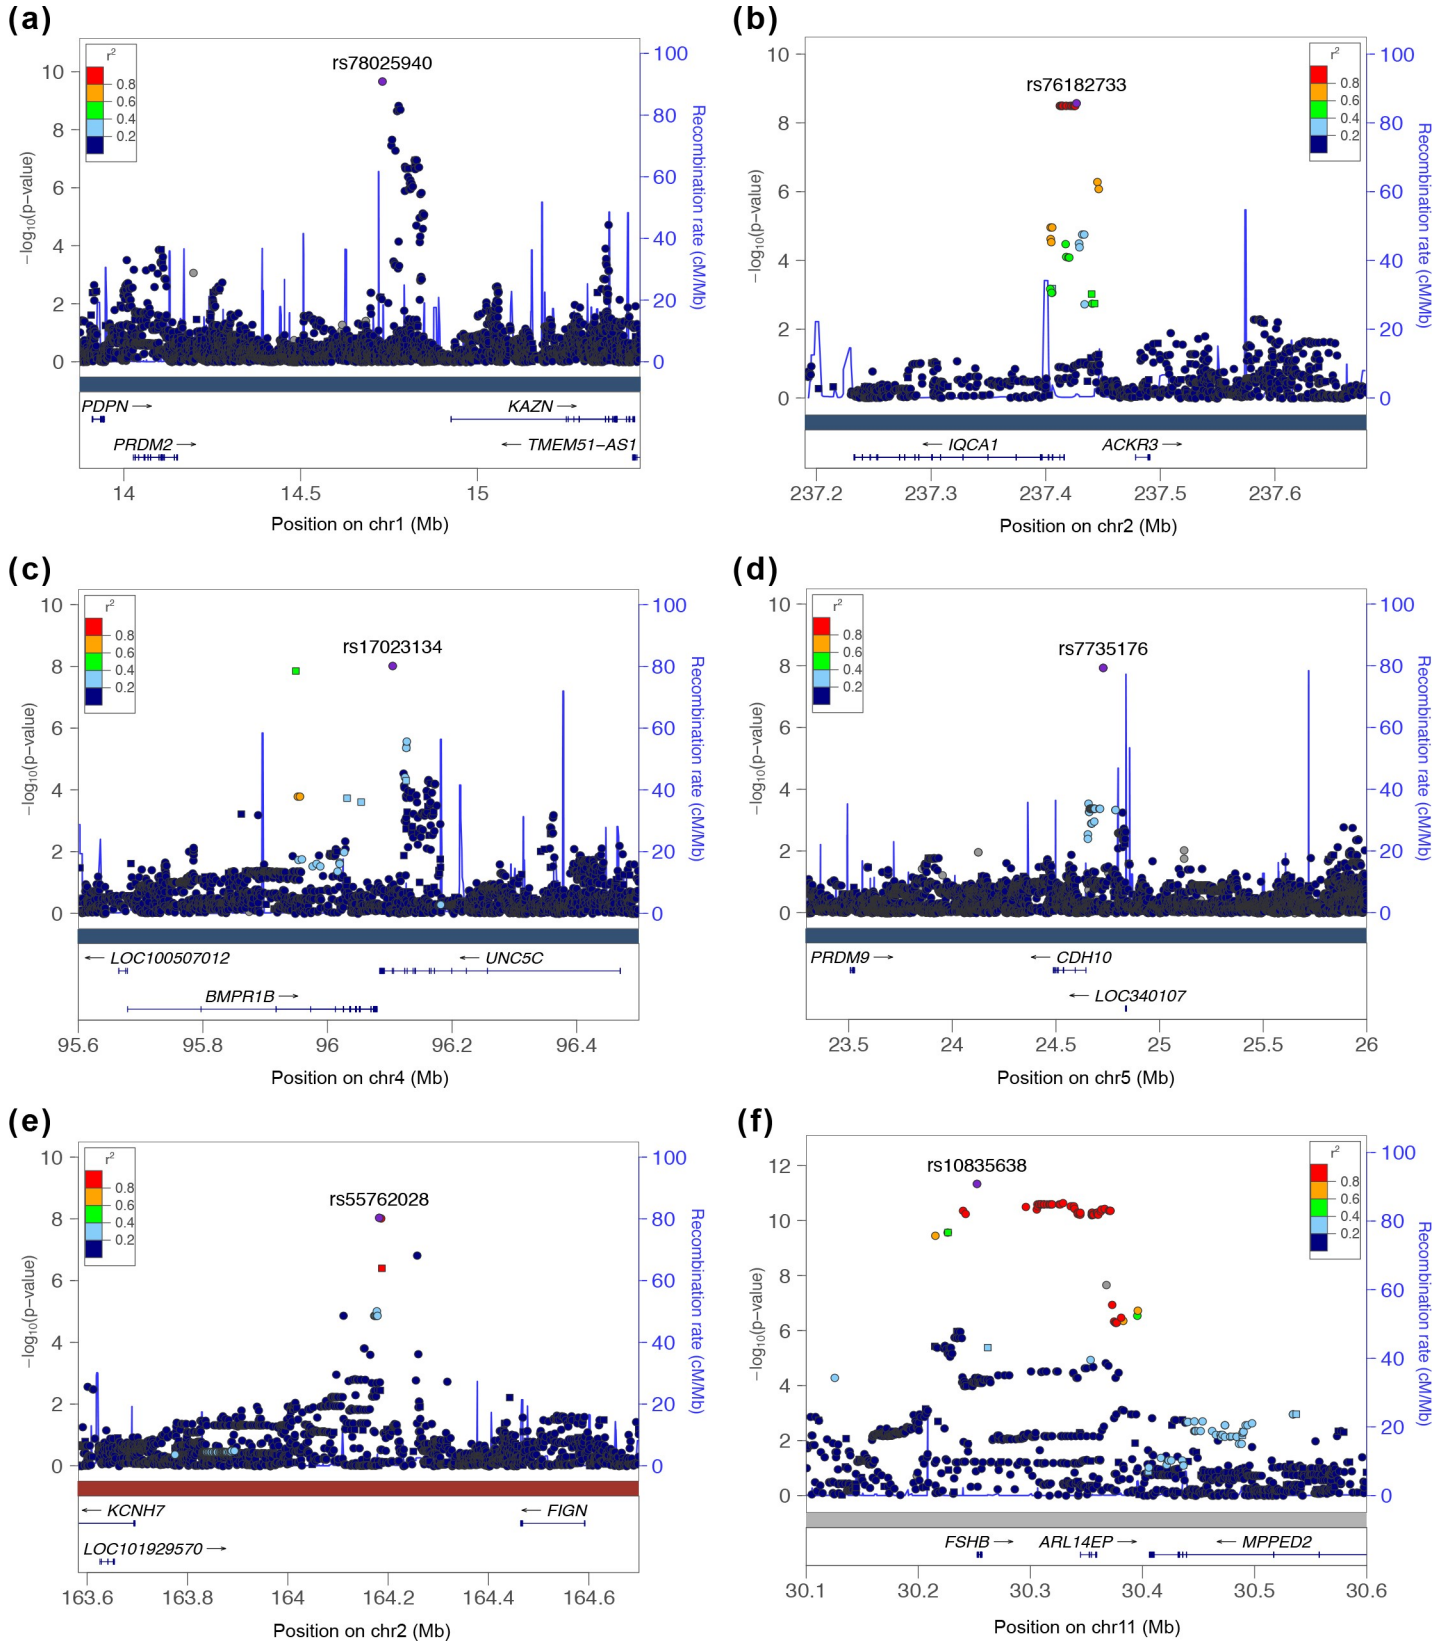 (a)
rs78025940
r2
0.8
0.6
0.4
0.2
10
8
6
4
2
0
−log10(p−value)
100
80
60
40
20
0
Recombination rate (cM/Mb)
PDPN →
KAZN →
PRDM2 →
← TMEM51−AS1
14
14.5
15
Position on chr1 (Mb)
(b)
rs76182733
r2
0.8
0.6
0.4
0.2
10
8
6
4
2
0
−log10(p−value)
100
80
60
40
20
0
Recombination rate (cM/Mb)
← IQCA1
ACKR3 →
237.2
237.3
237.4
237.5
237.6
Position on chr2 (Mb)
(c)
rs17023134
r2
0.8
0.6
0.4
0.2
10
8
6
4
2
0
−log10(p−value)
100
80
60
40
20
0
Recombination rate (cM/Mb)
← LOC100507012
← UNC5C
BMPR1B →
95.6
95.8
96
96.2
96.4
Position on chr4 (Mb)
(d)
rs7735176
r2
0.8
0.6
0.4
0.2
10
8
6
4
2
0
−log10(p−value)
100
80
60
40
20
0
Recombination rate (cM/Mb)
PRDM9 →
← CDH10
← LOC340107
23.5
24
24.5
25
25.5
26
Position on chr5 (Mb)
(e)
rs55762028
r2
0.8
0.6
0.4
0.2
10
8
6
4
2
0
−log10(p−value)
100
80
60
40
20
0
Recombination rate (cM/Mb)
← KCNH7
← FIGN
LOC101929570 →
163.6
163.8
164
164.2
164.4
164.6
Position on chr2 (Mb)
(f)
rs10835638
r2
0.8
0.6
0.4
0.2
12
10
8
6
4
2
0
−log10(p−value)
100
80
60
40
20
0
Recombination rate (cM/Mb)
FSHB →
ARL14EP →
← MPPED2
30.1
30.2
30.3
30.4
30.5
30.6
Position on chr11 (Mb)